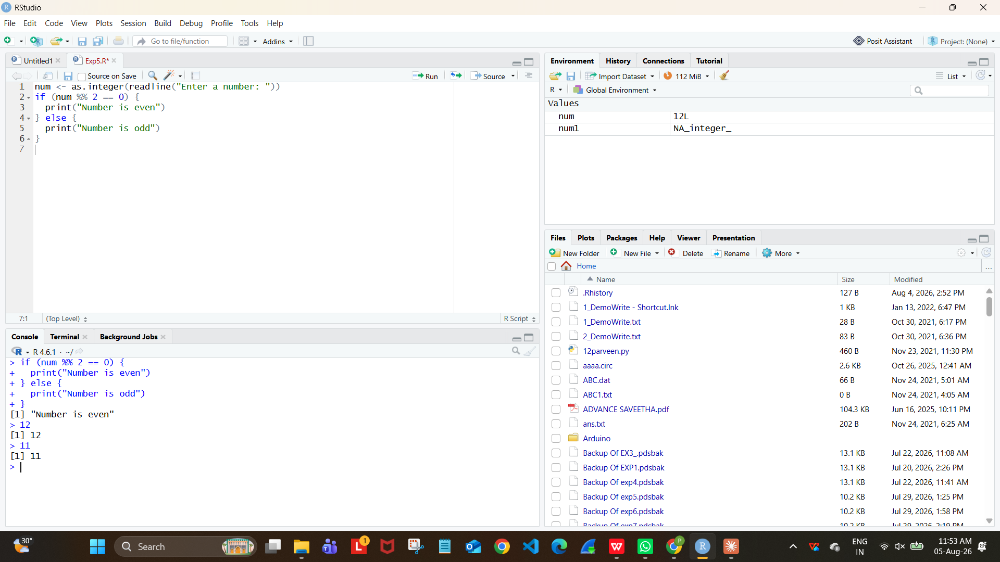 RStudio
File Edit Code View Plots Session Build Debug Profile Tools Help
Go to file/function Addins Posit Assistant Project: (None)
Untitled1 Exp5.R*
Source on Save Run Source
1 num <- as.integer(readline("Enter a number: "))
2 if (num %% 2 == 0) {
3 print("Number is even")
4 } else {
5 print("Number is odd")
6 }
7
7:1 (Top Level) R Script
Console Terminal Background Jobs
R 4.6.1 · ~/
> if (num %% 2 == 0) {
+ print("Number is even")
+ } else {
+ print("Number is odd")
+ }
[1] "Number is even"
> 12
[1] 12
> 11
[1] 11
>
Environment History Connections Tutorial
Import Dataset 112 MiB List
R Global Environment
Values
num 12L
num1 NA_integer_
Files Plots Packages Help Viewer Presentation
New Folder New File Delete Rename More
Home ...
Name Size Modified
.Rhistory 127 B Aug 4, 2026, 2:52 PM
1_DemoWrite - Shortcut.lnk 1 KB Jan 13, 2022, 6:47 PM
1_DemoWrite.txt 28 B Oct 30, 2021, 6:17 PM
2_DemoWrite.txt 83 B Oct 30, 2021, 6:36 PM
12parveen.py 460 B Nov 23, 2021, 11:30 PM
aaaa.circ 2.6 KB Oct 26, 2025, 12:41 AM
ABC.dat 66 B Nov 24, 2021, 5:01 AM
ABC1.txt 0 B Nov 24, 2021, 4:05 AM
ADVANCE SAVEETHA.pdf 104.3 KB Jun 16, 2025, 10:11 PM
ans.txt 202 B Nov 24, 2021, 6:25 AM
Arduino
Backup Of EX3_.pdsbak 13.1 KB Jul 22, 2026, 11:08 AM
Backup Of EXP1.pdsbak 13.1 KB Jul 20, 2026, 2:26 PM
Backup Of exp4.pdsbak 13.1 KB Jul 22, 2026, 11:41 AM
Backup Of exp5.pdsbak 10.2 KB Jul 29, 2026, 1:25 PM
Backup Of exp6.pdsbak 10.2 KB Jul 29, 2026, 1:58 PM
Backup Of exp7.pdsbak 10.2 KB Jul 29, 2026, 2:19 PM
30° Search 1 P ENG 11:53 AM
IN 05-Aug-26